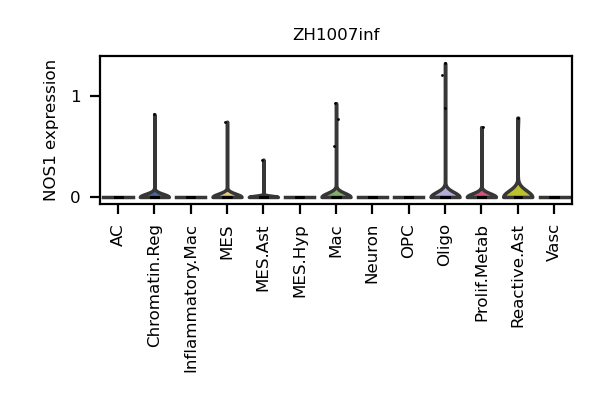 ZH1007inf
NOS1 expression
1
0
AC
Chromatin.Reg
Inflammatory.Mac
MES
MES.Ast
MES.Hyp
Mac
Neuron
OPC
Oligo
Prolif.Metab
Reactive.Ast
Vasc